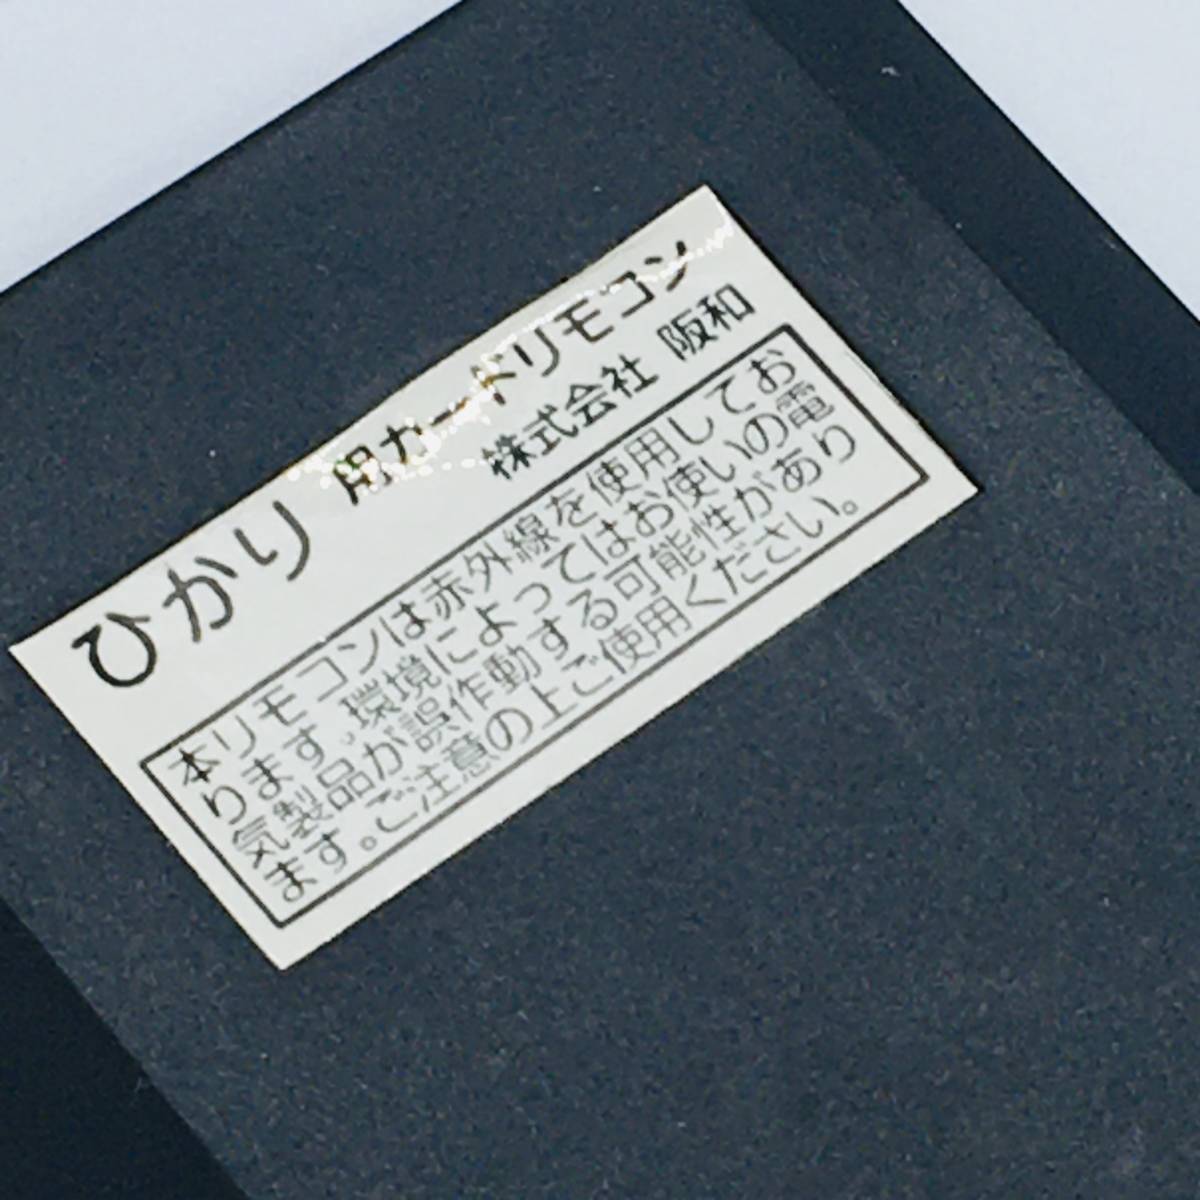 ひかり 用カードリモコン
株式会社 阪和
本リモコンは赤外線を使用してお
ります。環境によってはお使いの電
気製品が誤作動する可能性があり
ます。ご注意の上ご使用ください。